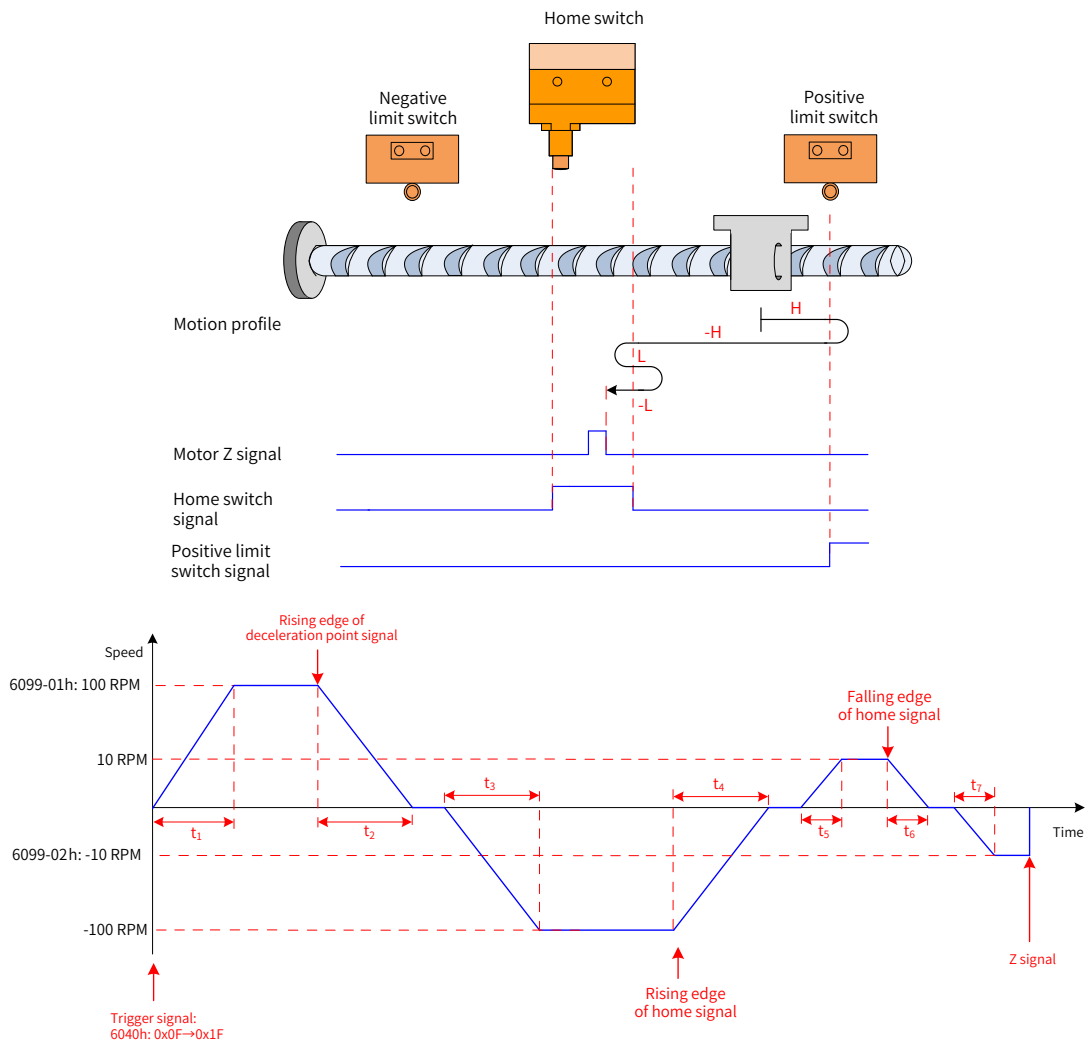 Home switch
Negative
limit switch
Positive
limit switch
Motion profile
H
-H
L
-L
Motor Z signal
Home switch
signal
Positive limit
switch signal
Rising edge of
deceleration point signal
Speed
6099-01h: 100 RPM
Falling edge
of home signal
10 RPM
t3
t4
t7
t1
t2
t5
t6
Time
6099-02h: -10 RPM
-100 RPM
Z signal
Rising edge
of home signal
Trigger signal:
6040h: 0x0F→0x1F